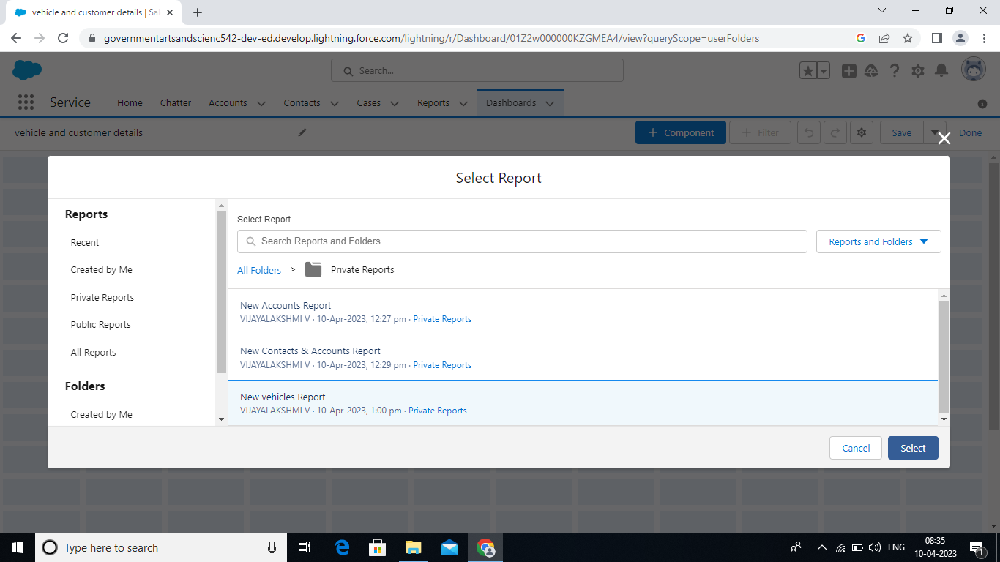 vehicle and customer details | Sal
governmentartsandscienc542-dev-ed.develop.lightning.force.com/lightning/r/Dashboard/01Z2w000000KZGMEA4/view?queryScope=userFolders
Search...
Service Home Chatter Accounts Contacts Cases Reports Dashboards
vehicle and customer details
+ Component + Filter Save Done
Select Report
Reports
Recent
Created by Me
Private Reports
Public Reports
All Reports
Folders
Created by Me
Select Report
Search Reports and Folders...
Reports and Folders
All Folders > Private Reports
New Accounts Report
VIJAYALAKSHMI V · 10-Apr-2023, 12:27 pm · Private Reports
New Contacts & Accounts Report
VIJAYALAKSHMI V · 10-Apr-2023, 12:29 pm · Private Reports
New vehicles Report
VIJAYALAKSHMI V · 10-Apr-2023, 1:00 pm · Private Reports
Cancel Select
Type here to search
ENG
08:35
10-04-2023
1